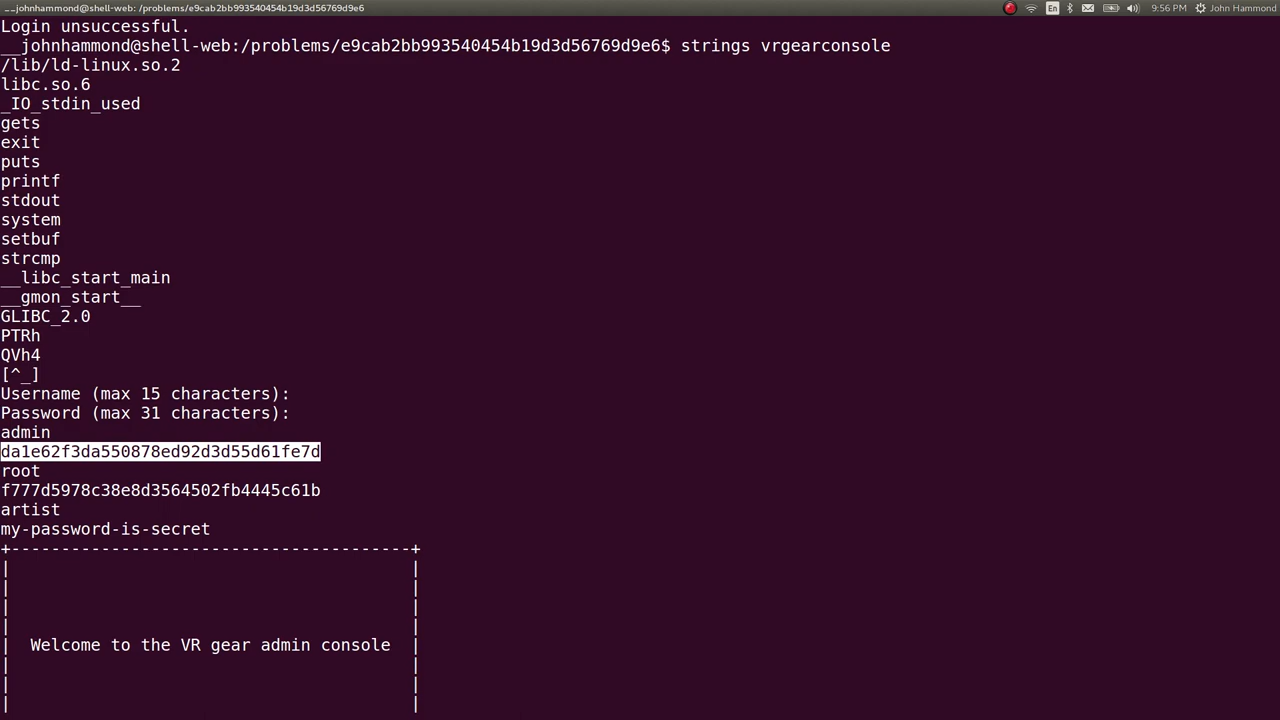 __johnhammond@shell-web: /problems/e9cab2bb993540454b19d3d56769d9e6
En
9:56 PM
John Hammond
Login unsuccessful.
__johnhammond@shell-web:/problems/e9cab2bb993540454b19d3d56769d9e6$ strings vrgearconsole
/lib/ld-linux.so.2
libc.so.6
_IO_stdin_used
gets
exit
puts
printf
stdout
system
setbuf
strcmp
__libc_start_main
__gmon_start__
GLIBC_2.0
PTRh
QVh4
[^_]
Username (max 15 characters):
Password (max 31 characters):
admin
da1e62f3da550878ed92d3d55d61fe7d
root
f777d5978c38e8d3564502fb4445c61b
artist
my-password-is-secret
+----------------------------------------+
|                                        |
|                                        |
|                                        |
|                                        |
|  Welcome to the VR gear admin console  |
|                                        |
|                                        |
|                                        |